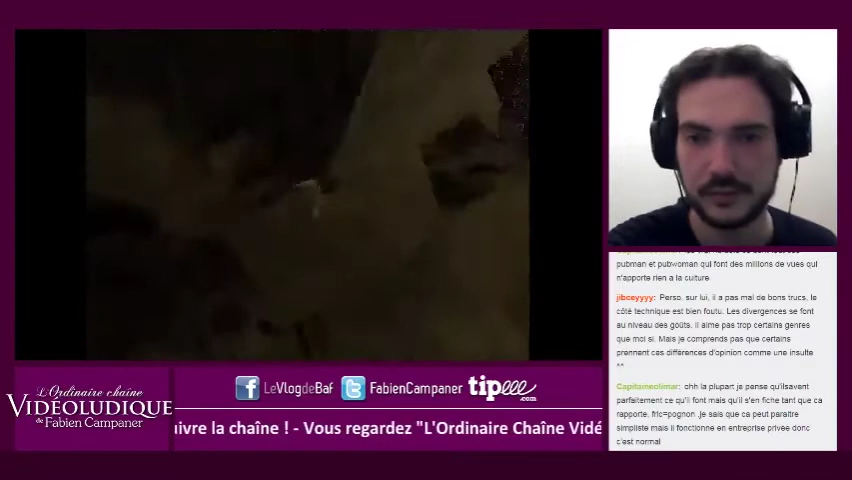 pubman et pubwoman qui font des millions de vues qui
n'apporte rien a la culture
jibceyyyy: Perso, sur lui, il a pas mal de bons trucs, le
côté technique est bien foutu. Les divergences se font
au niveau des goûts. Il aime pas trop certains genres
que moi si. Mais je comprends pas que certains
prennent ces différences d'opinion comme une insulte
^^
Capitaineolimar: ohh la plupart je pense qu'ilsavent
parfaitement ce qu'il font mais qu'il s'en fiche tant que ca
rapporte, fric=pognon ,je sais que ca peut paraitre
simpliste mais il fonctionne en entreprise privee donc
c'est normal
L'Ordinaire chaîne
VIDÉOLUDIQUE
de Fabien Campaner
LeVlogdeBaf FabienCampaner tipeee.com
uivre la chaîne ! - Vous regardez "L'Ordinaire Chaîne Vidé